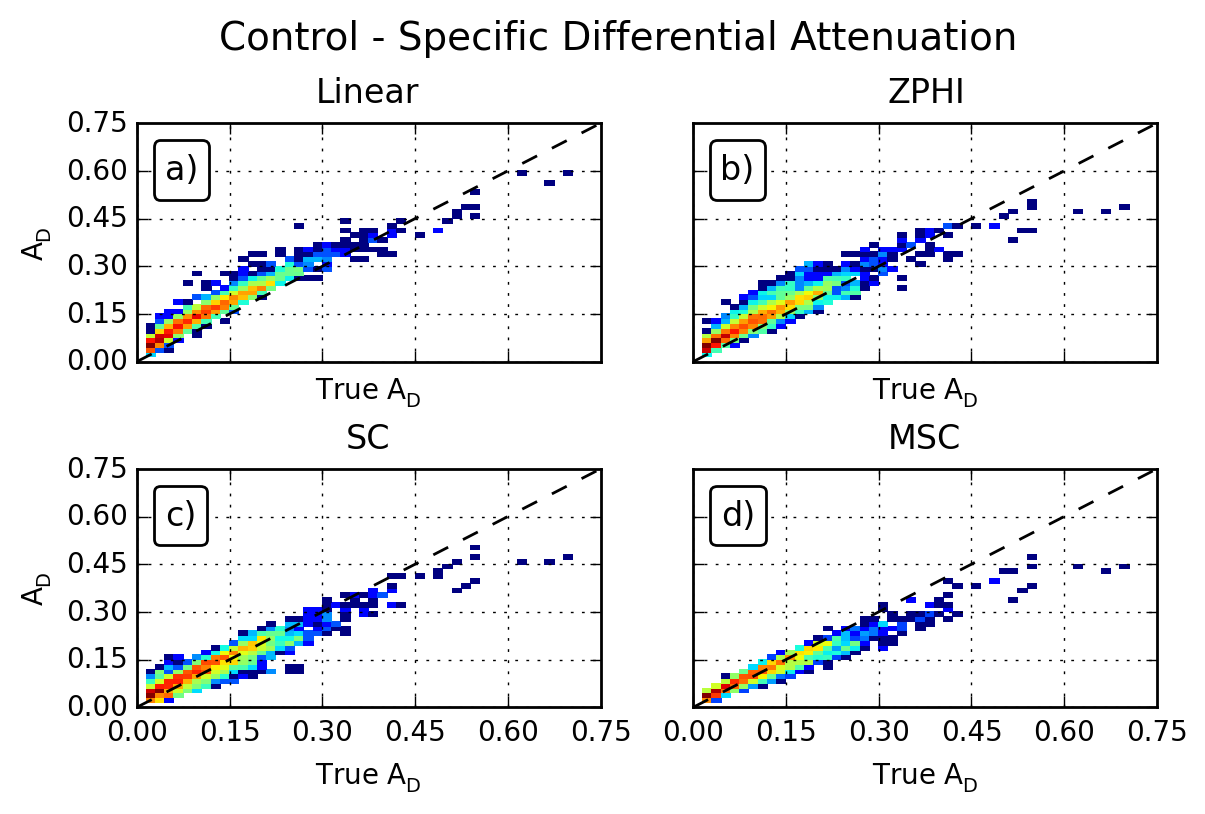 Control - Specific Differential Attenuation
Linear
ZPHI
0.75
0.60
0.45
0.30
0.15
0.00
A_D
a)
b)
True A_D
True A_D
SC
MSC
0.75
0.60
0.45
0.30
0.15
0.00
A_D
c)
d)
0.00 0.15 0.30 0.45 0.60 0.75
0.00 0.15 0.30 0.45 0.60 0.75
True A_D
True A_D